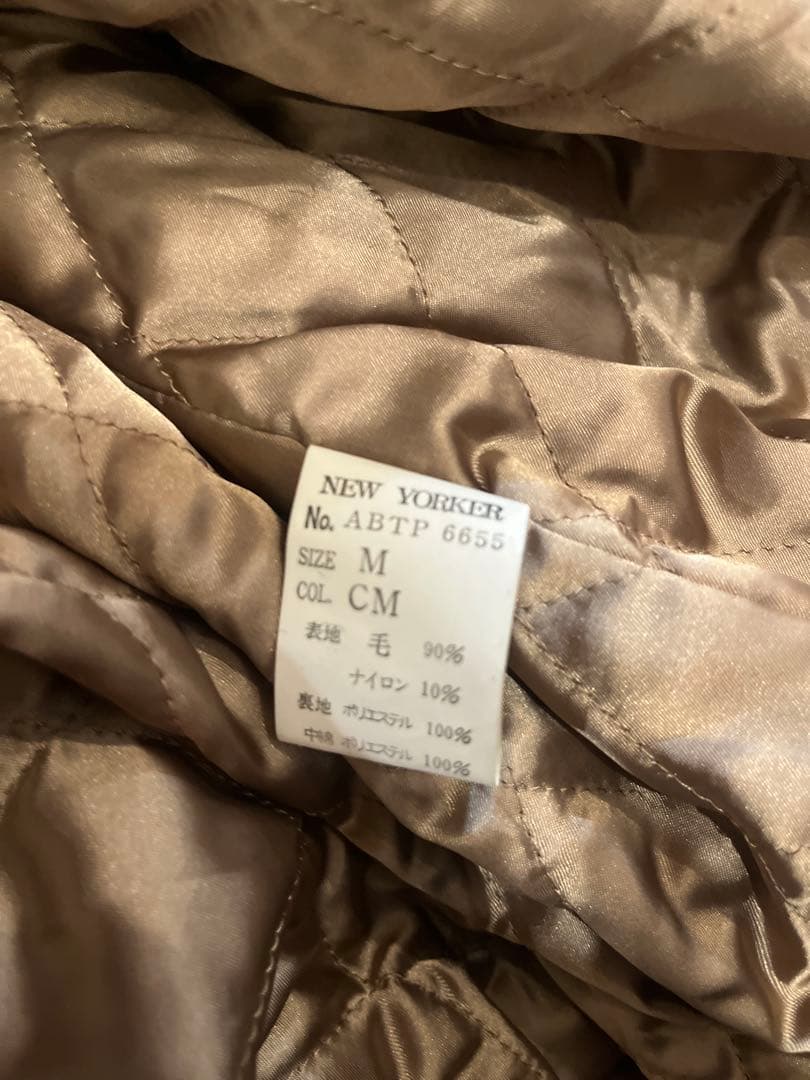 NEW YORKER
No. ABTP 6655
SIZE M
COL. CM
表地 毛 90%
ナイロン 10%
裏地 ポリエステル 100%
中綿 ポリエステル 100%